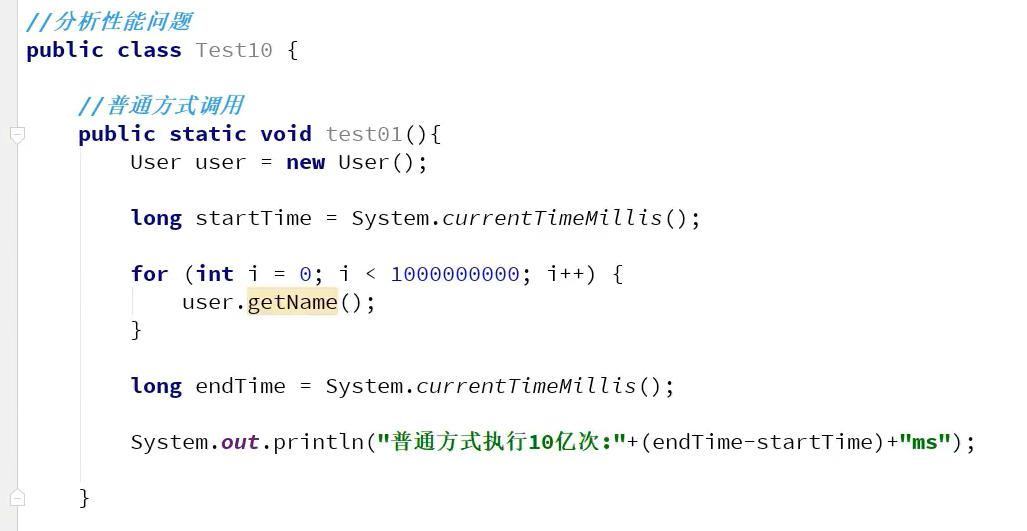 //分析性能问题
public class Test10 {
//普通方式调用
public static void test01(){
User user = new User();
long startTime = System.currentTimeMillis();
for (int i = 0; i < 1000000000; i++) {
user.getName();
}
long endTime = System.currentTimeMillis();
System.out.println("普通方式执行10亿次:"+(endTime-startTime)+"ms");
}